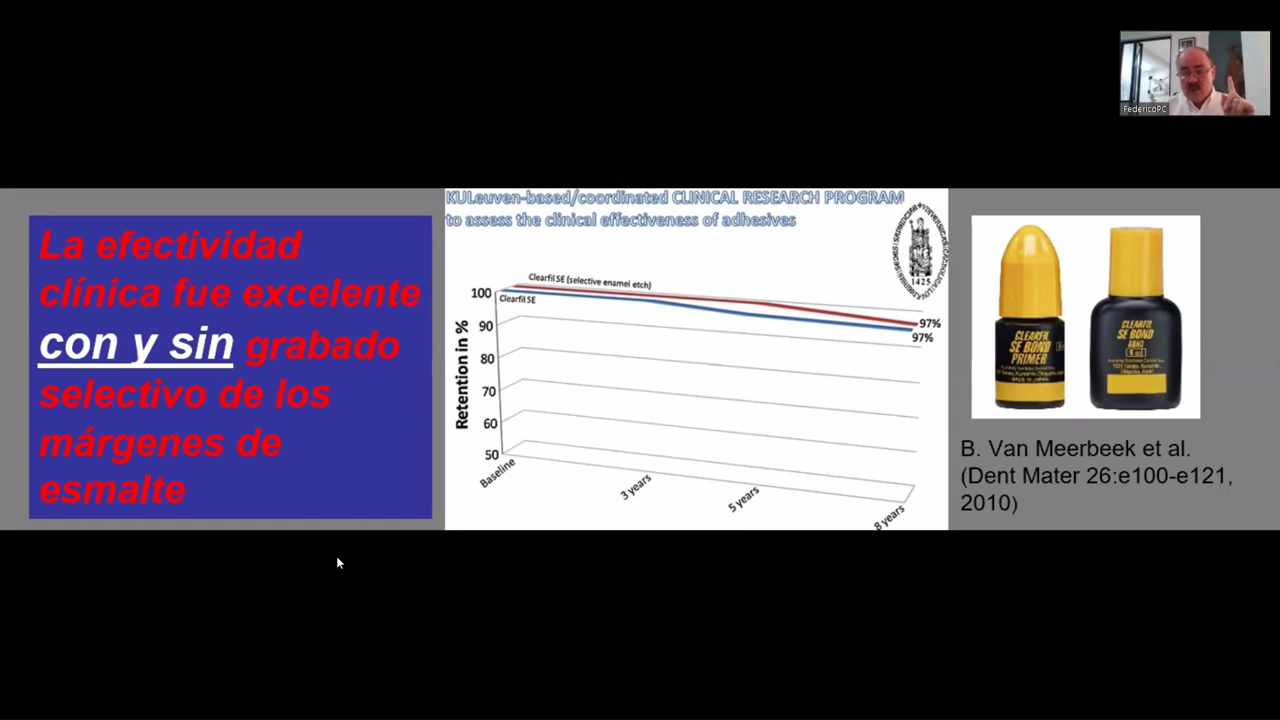 FedericoPC
La efectividad
clínica fue excelente
con y sin grabado
selectivo de los
márgenes de
esmalte
KULeuven-based/coordinated CLINICAL RESEARCH PROGRAM
to assess the clinical effectiveness of adhesives
1425
Clearfil SE (selective enamel etch)
Clearfil SE
Retention in %
100
90
80
70
60
50
97%
97%
Baseline
3 years
5 years
8 years
CLEARFIL
SE BOND
PRIMER
CLEARFIL
SE BOND
BOND
B. Van Meerbeek et al.
(Dent Mater 26:e100-e121,
2010)